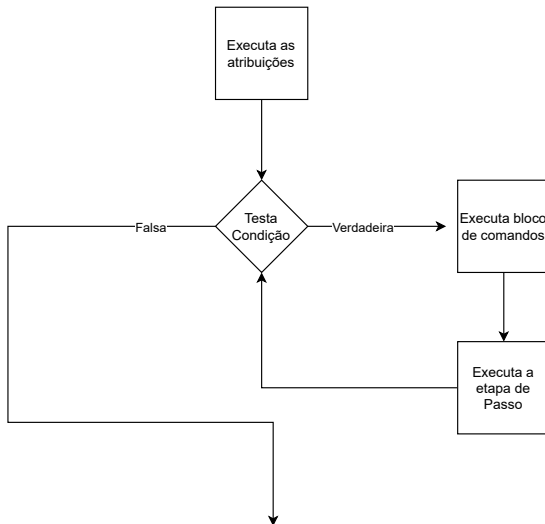 Executa as
atribuições
Testa
Condição
Falsa
Verdadeira
Executa bloco
de comandos
Executa a
etapa de
Passo